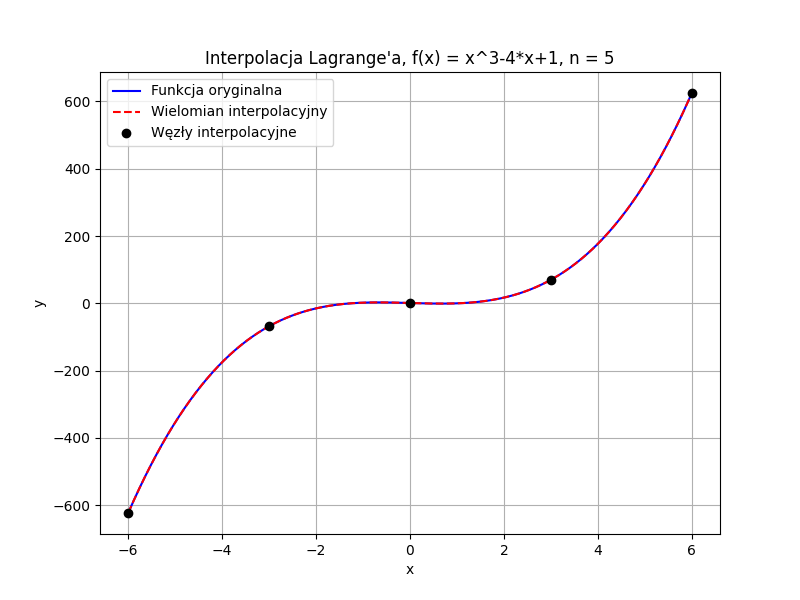 Interpolacja Lagrange'a, f(x) = x^3-4*x+1, n = 5
Funkcja oryginalna
Wielomian interpolacyjny
Węzły interpolacyjne
600
400
200
0
−200
−400
−600
y
−6 −4 −2 0 2 4 6
x